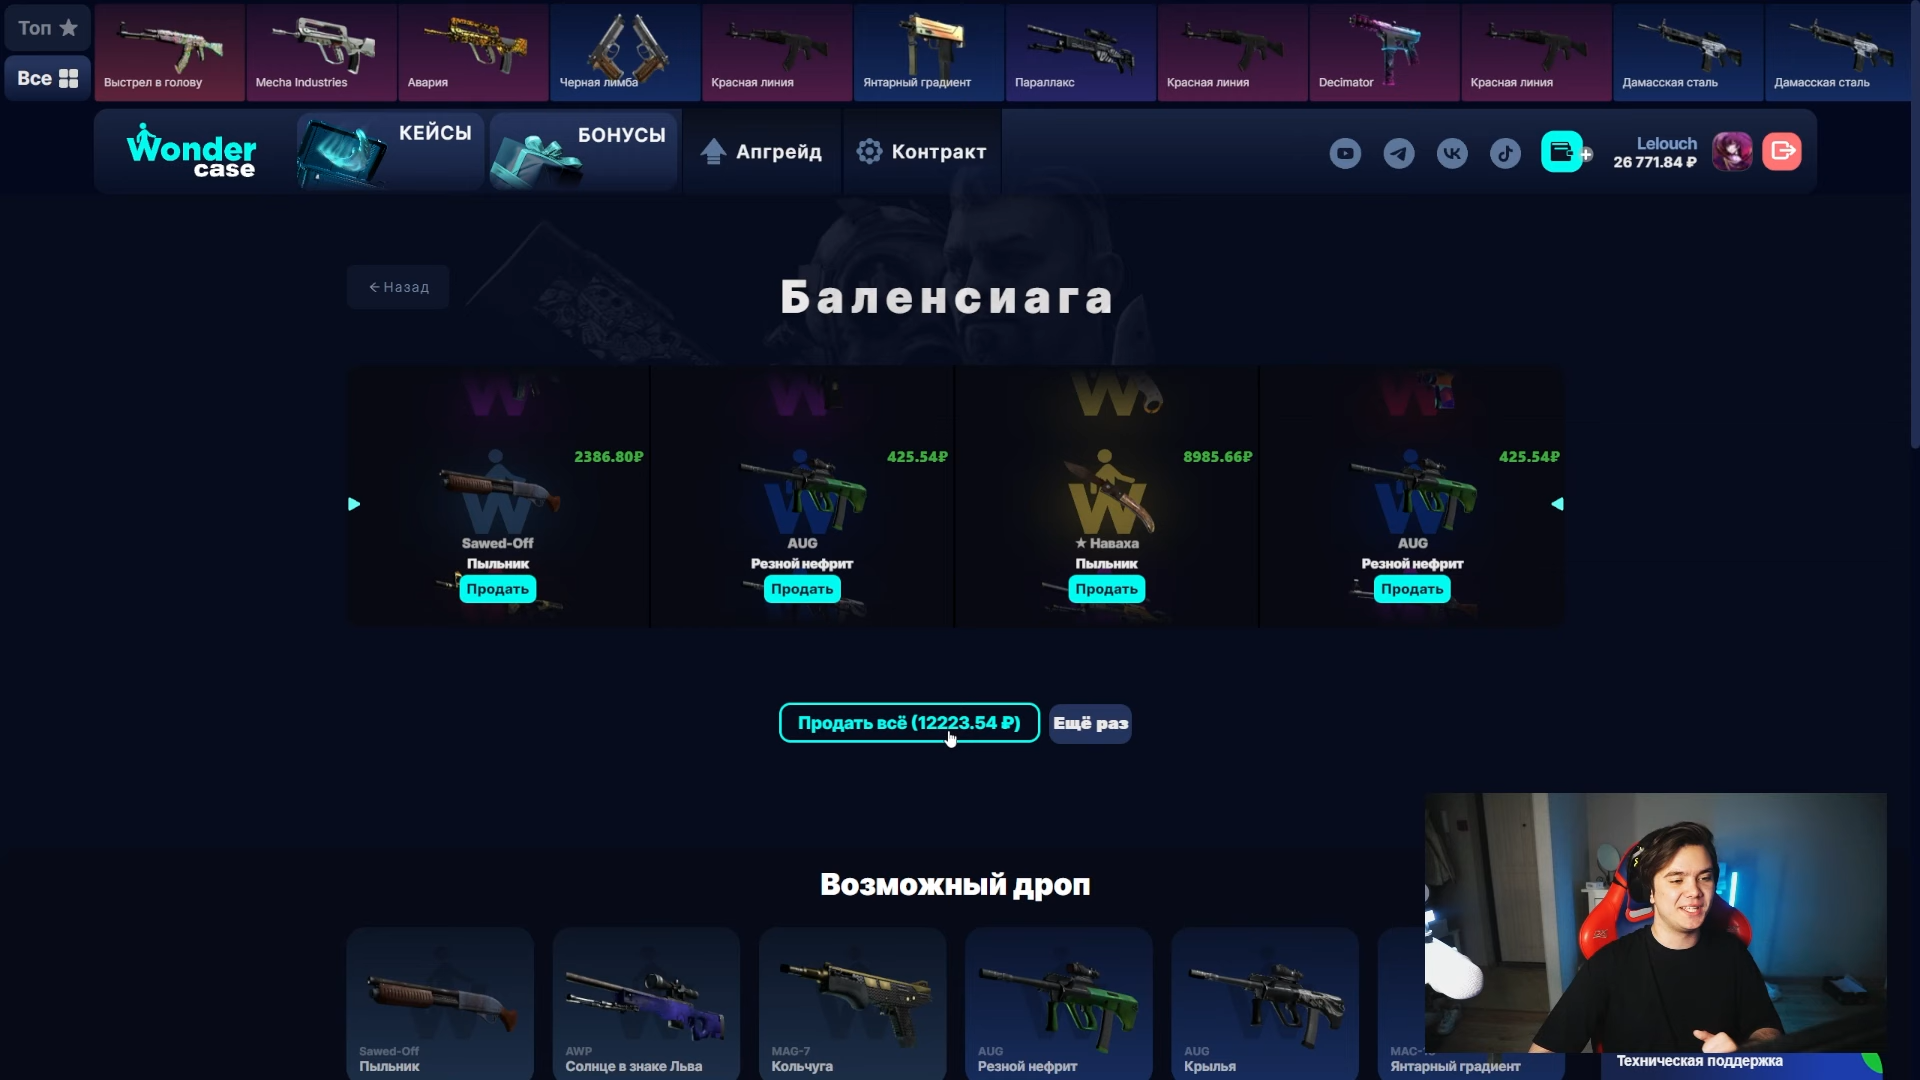 Топ
Все
Выстрел в голову
Mecha Industries
Авария
Черная лимба
Красная линия
Янтарный градиент
Параллакс
Красная линия
Decimator
Красная линия
Дамасская сталь
Дамасская сталь
Wonder
case
КЕЙСЫ
БОНУСЫ
Апгрейд
Контракт
Lelouch
26 771.84 ₽
← Назад
Баленсиага
2386.80₽
Sawed-Off
Пыльник
Продать
425.54₽
AUG
Резной нефрит
Продать
8985.66₽
★ Наваха
Пыльник
Продать
425.54₽
AUG
Резной нефрит
Продать
Продать всё (12223.54 ₽)
Ещё раз
Возможный дроп
Sawed-Off
Пыльник
AWP
Солнце в знаке Льва
MAG-7
Кольчуга
AUG
Резной нефрит
AUG
Крылья
Янтарный градиент
Техническая поддержка